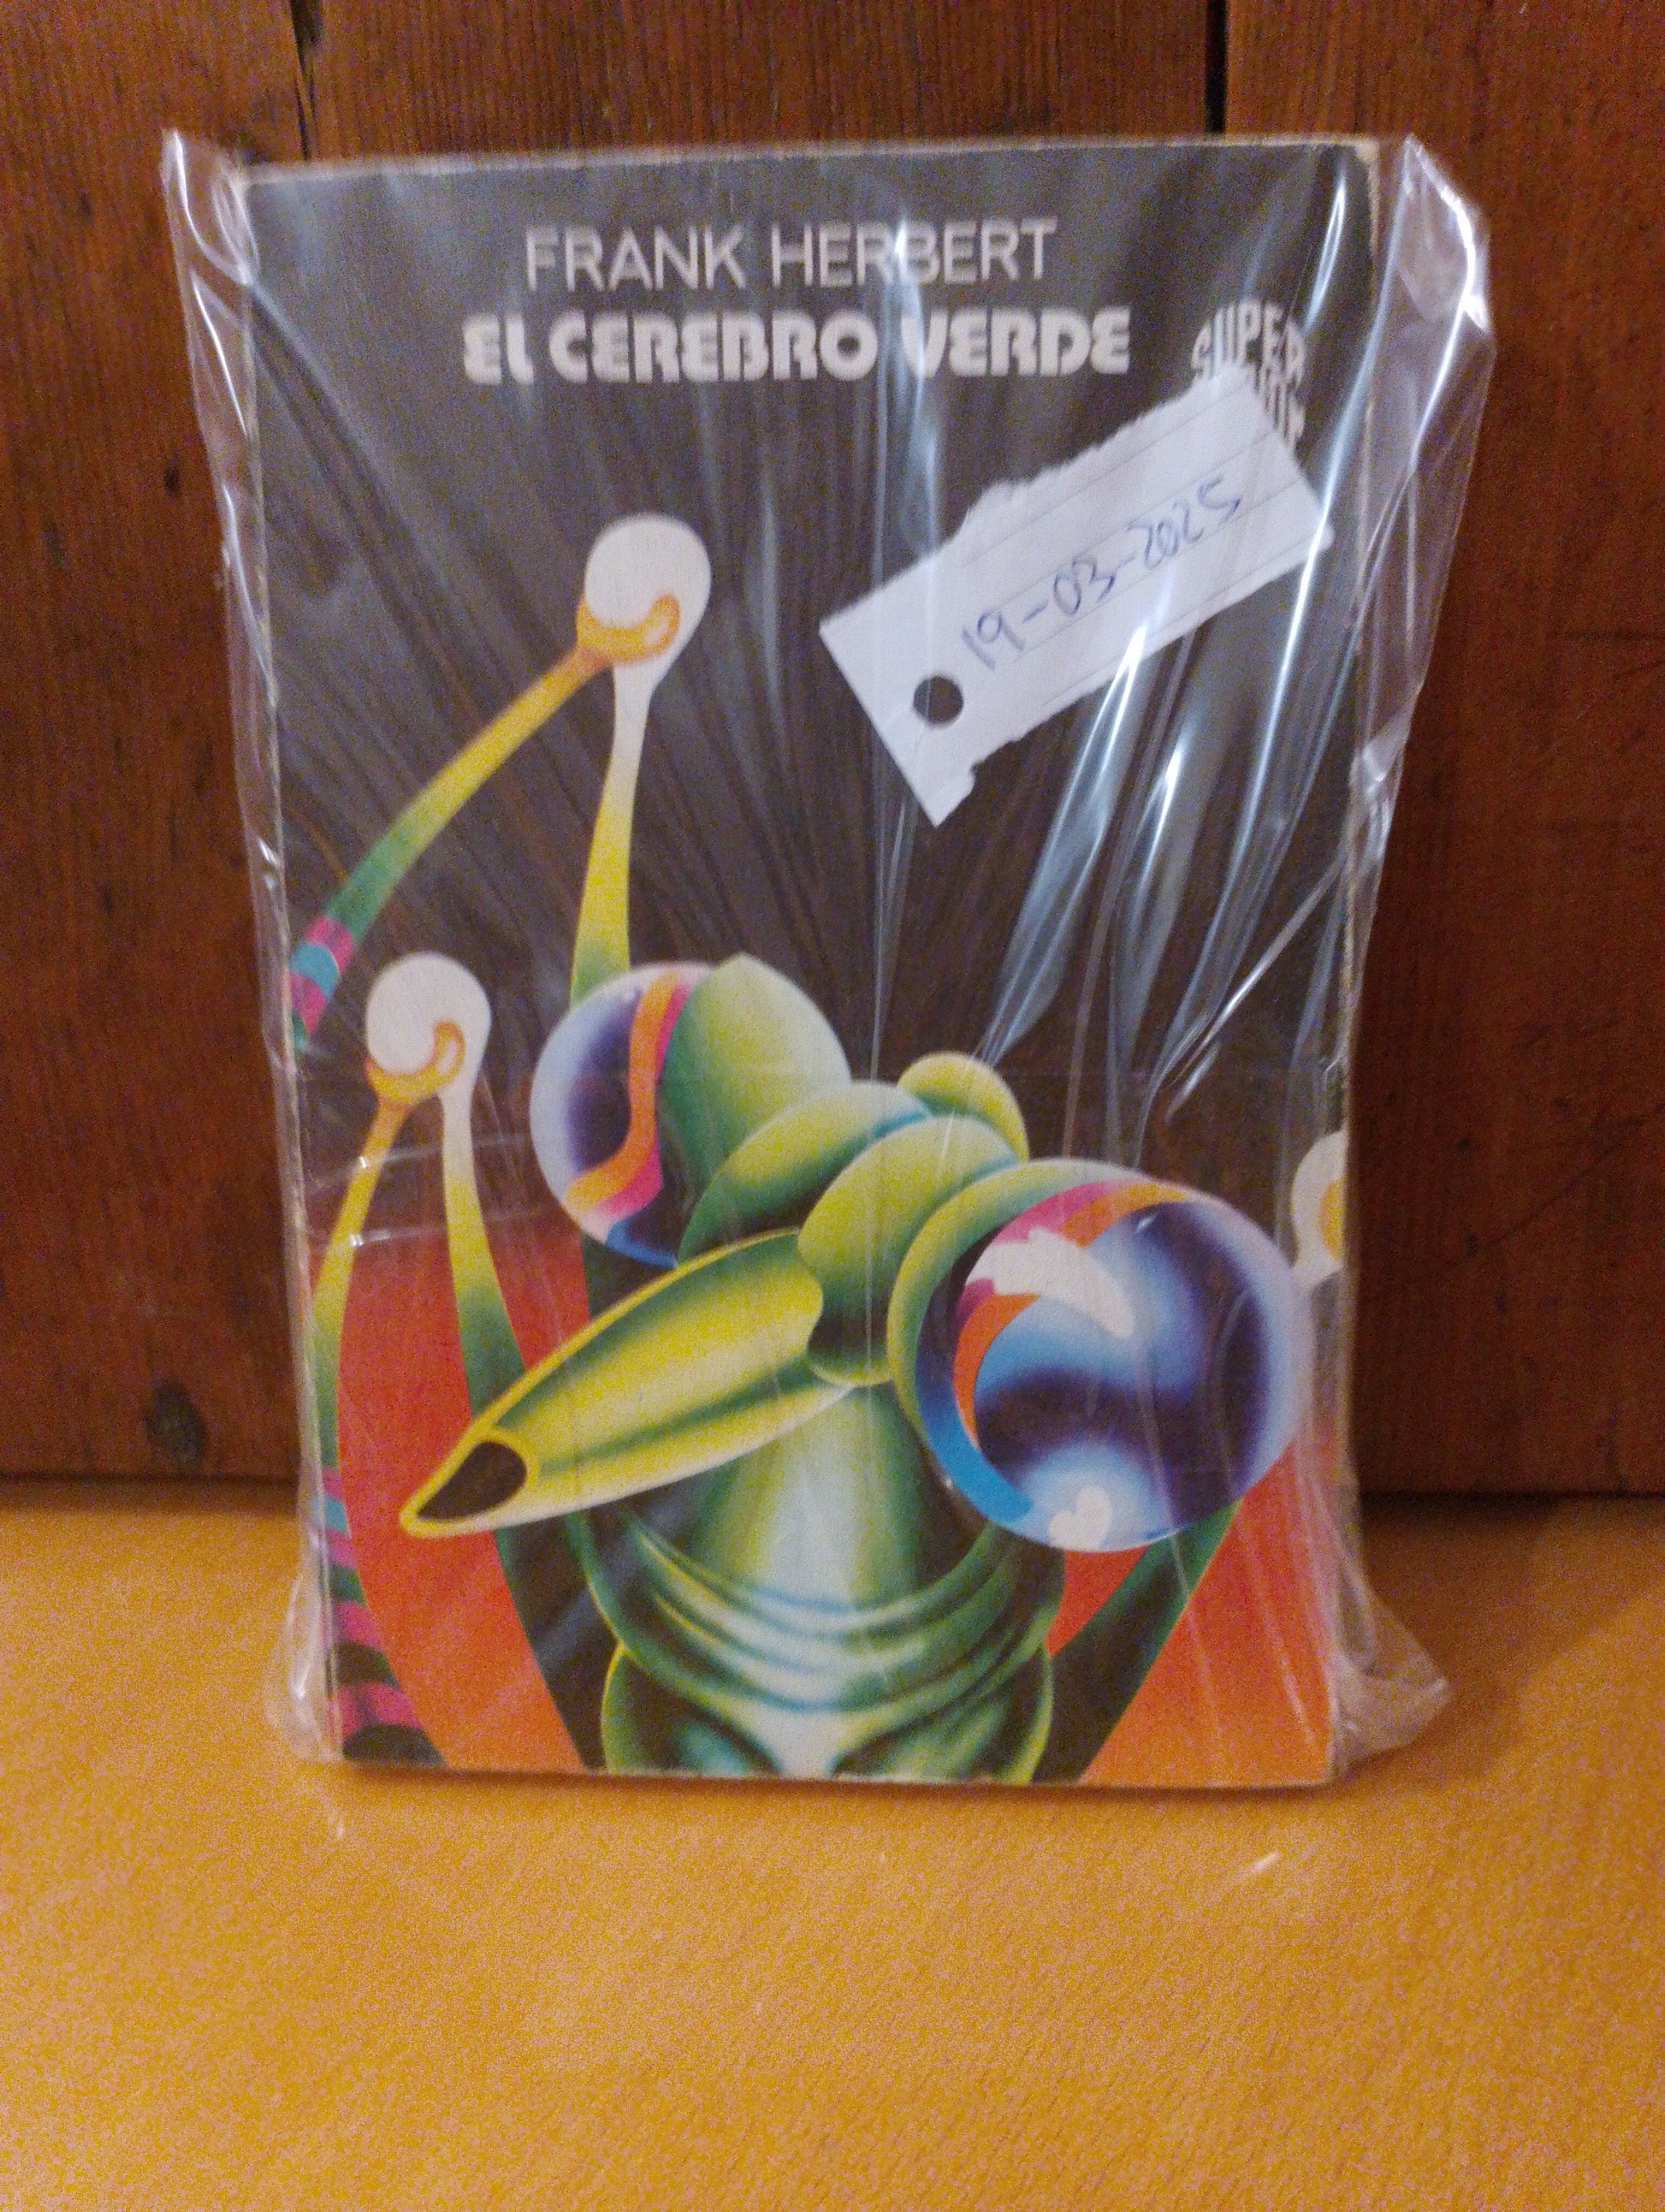 FRANK HERBERT
EL CEREBRO VERDE
SUPER
19-03-2025